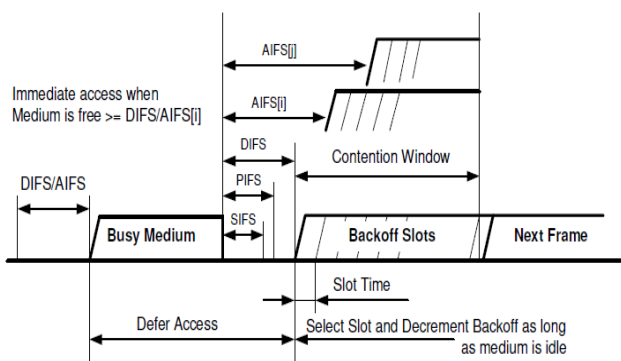 AIFS[j]
Immediate access when
Medium is free >= DIFS/AIFS[i]
AIFS[i]
DIFS
Contention Window
DIFS/AIFS
PIFS
SIFS
Busy Medium
Backoff Slots
Next Frame
Slot Time
Defer Access
Select Slot and Decrement Backoff as long
as medium is idle